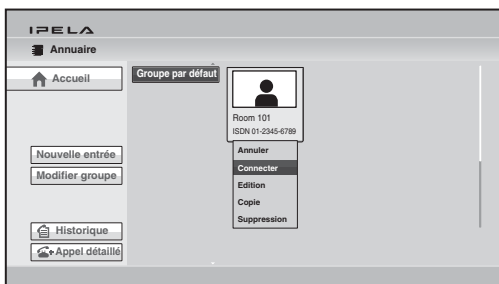 IPELA
Annuaire
Accueil
Groupe par défaut
Room 101
ISDN 01-2345-6789
Annuler
Connecter
Edition
Copie
Suppression
Nouvelle entrée
Modifier groupe
Historique
Appel détaillé